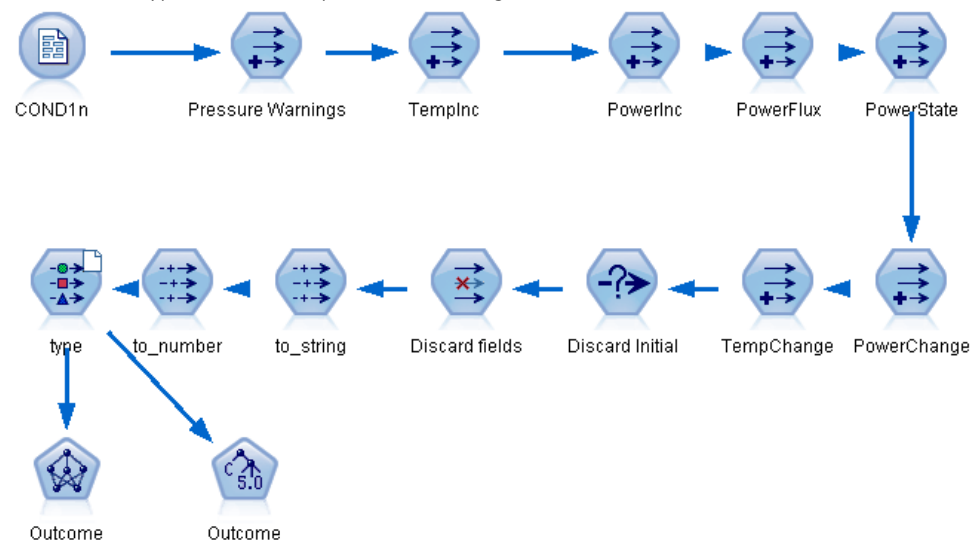 COND1n
Pressure Warnings
TempInc
PowerInc
PowerFlux
PowerState
type
to_number
to_string
Discard fields
Discard Initial
TempChange
PowerChange
C 5.0
Outcome
Outcome